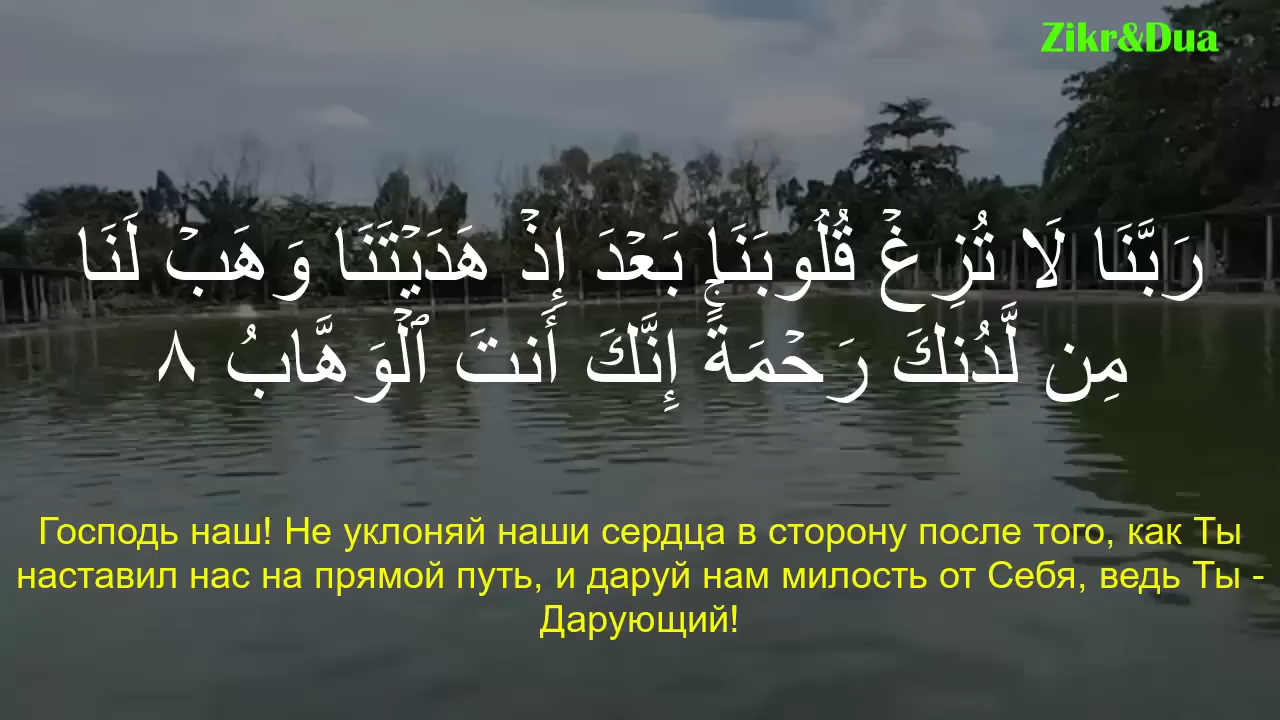 Zikr&Dua
رَبَّنَا لَا تُزِغۡ قُلُوبَنَا بَعۡدَ إِذۡ هَدَيۡتَنَا وَهَبۡ لَنَا
مِن لَّدُنكَ رَحۡمَةًۚ إِنَّكَ أَنتَ ٱلۡوَهَّابُ ٨
Господь наш! Не уклоняй наши сердца в сторону после того, как Ты
наставил нас на прямой путь, и даруй нам милость от Себя, ведь Ты -
Дарующий!